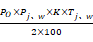 P_O × P_{j, w} × K × T_{j, w}
2×100